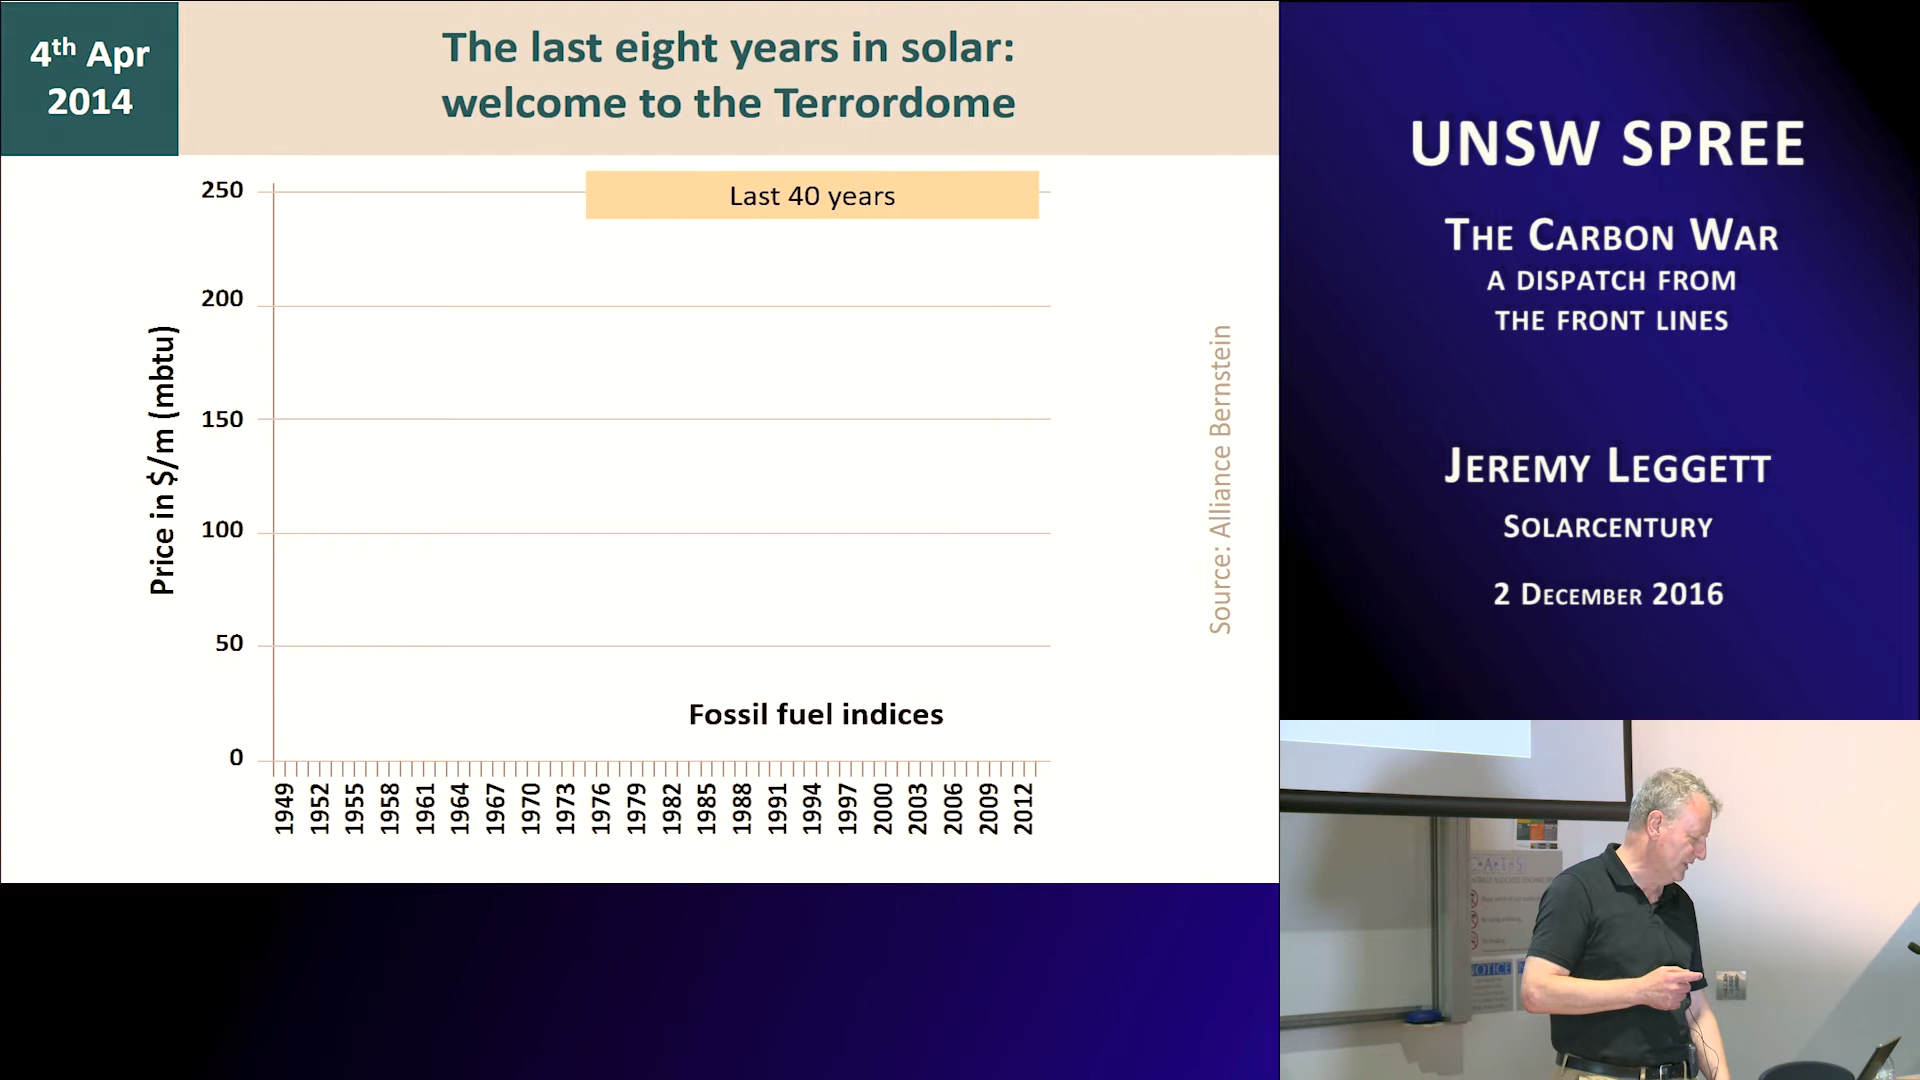 4th Apr
2014
The last eight years in solar:
welcome to the Terrordome
Last 40 years
250
200
150
100
50
0
Price in $/m (mbtu)
Fossil fuel indices
1949 1952 1955 1958 1961 1964 1967 1970 1973 1976 1979 1982 1985 1988 1991 1994 1997 2000 2003 2006 2009 2012
Source: Alliance Bernstein
UNSW SPREE
THE CARBON WAR
A DISPATCH FROM
THE FRONT LINES
JEREMY LEGGETT
SOLARCENTURY
2 DECEMBER 2016
C·A·T·S
NOTICE